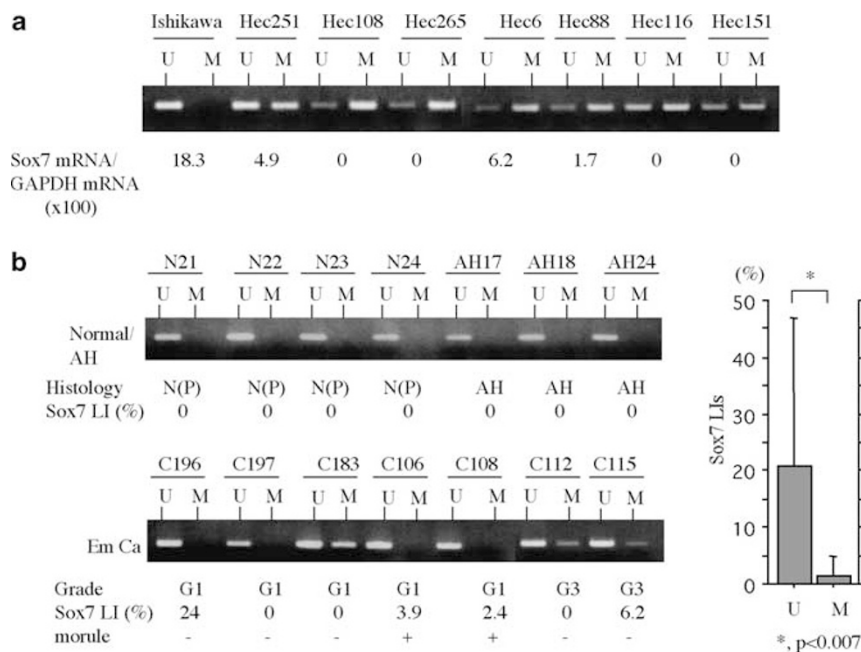 a
Ishikawa Hec251 Hec108 Hec265 Hec6 Hec88 Hec116 Hec151
U M U M U M U M U M U M U M U M
Sox7 mRNA/ 18.3 4.9 0 0 6.2 1.7 0 0
GAPDH mRNA
(x100)
b
N21 N22 N23 N24 AH17 AH18 AH24
U M U M U M U M U M U M U M
Normal/
AH
Histology N(P) N(P) N(P) N(P) AH AH AH
Sox7 LI (%) 0 0 0 0 0 0 0
C196 C197 C183 C106 C108 C112 C115
U M U M U M U M U M U M U M
Em Ca
Grade G1 G1 G1 G1 G1 G3 G3
Sox7 LI (%) 24 0 0 3.9 2.4 0 6.2
morule - - - + + - -
(%)
*
50
40
30
20
10
0
Sox7 LIs
U M
*, p<0.007